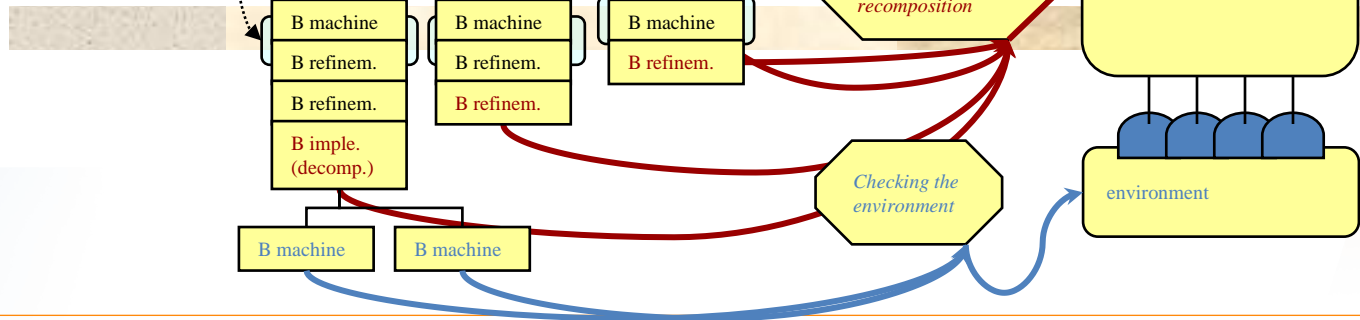 recomposition
B machine
B refinem.
B refinem.
B imple.
(decomp.)
B machine
B refinem.
B refinem.
B machine
B refinem.
Checking the
environment
environment
B machine
B machine